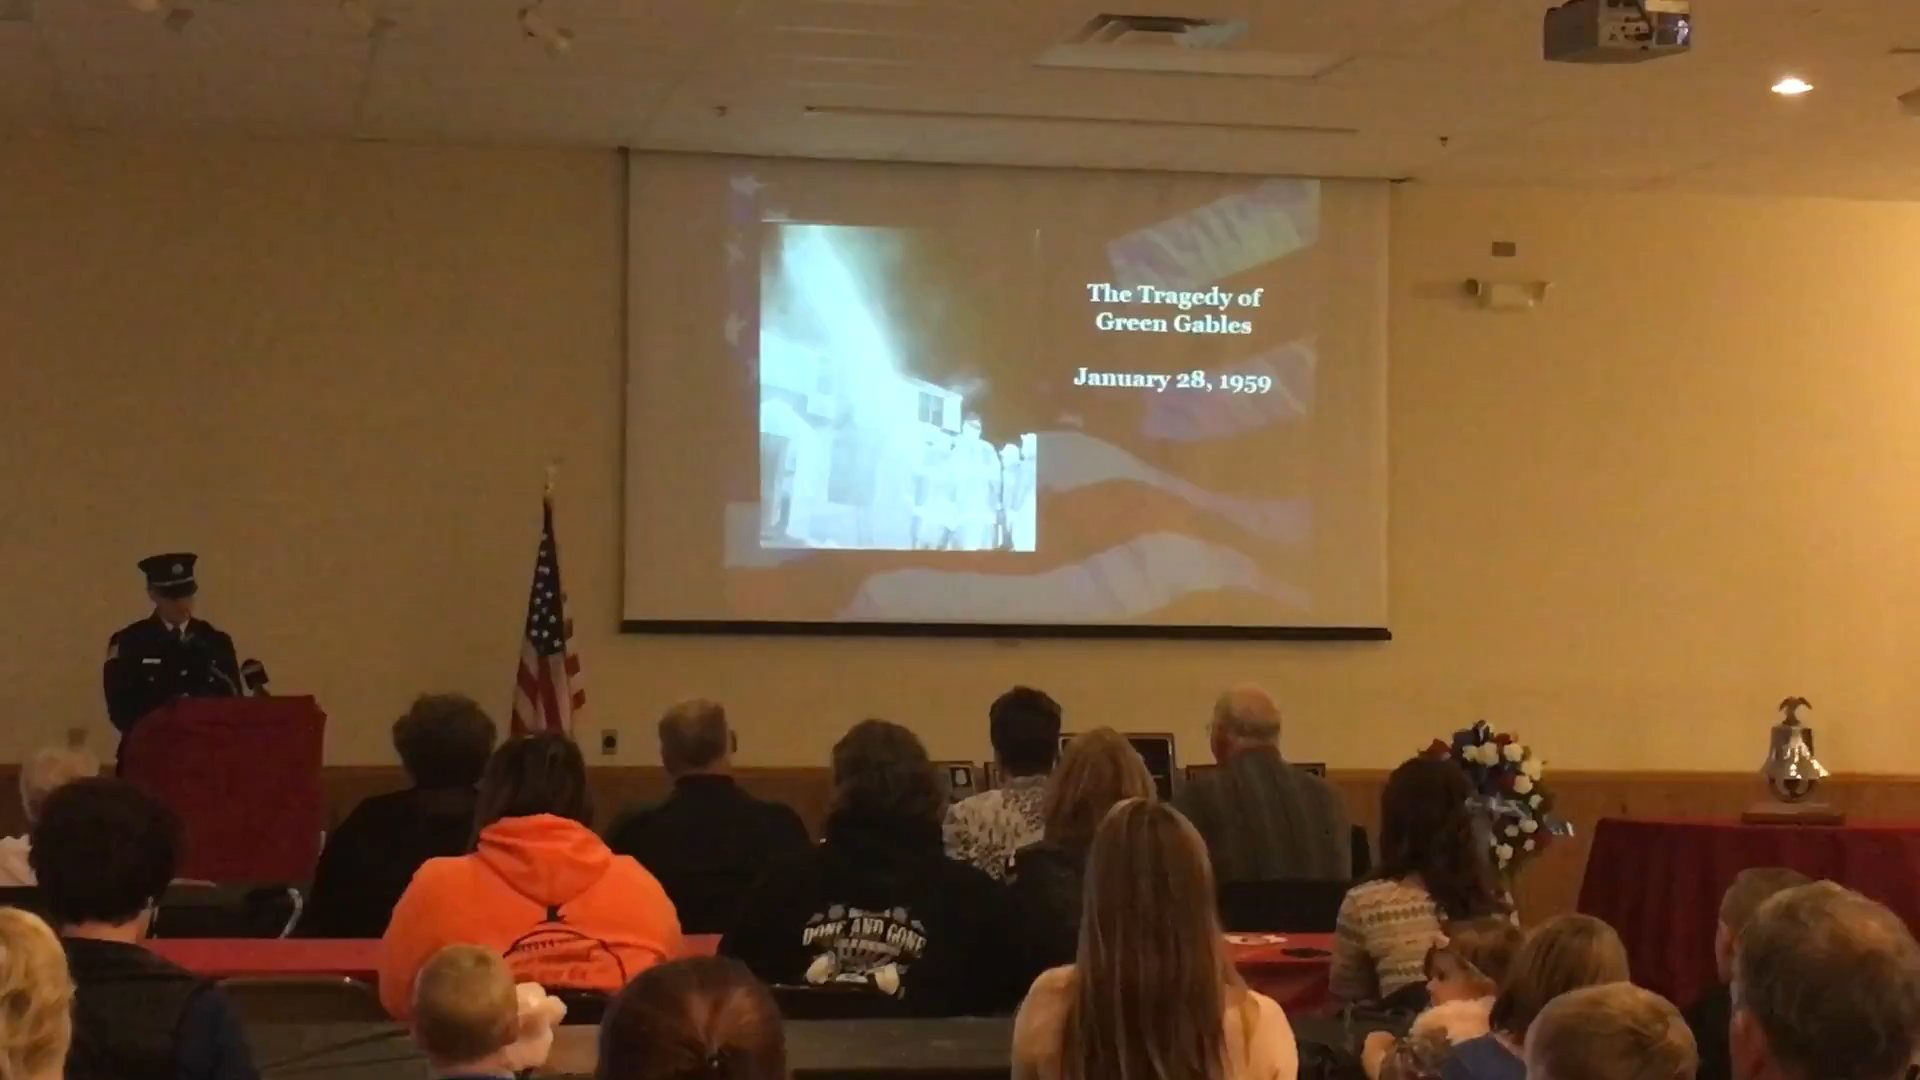 The Tragedy of
Green Gables
January 28, 1959
DONE AND GONE